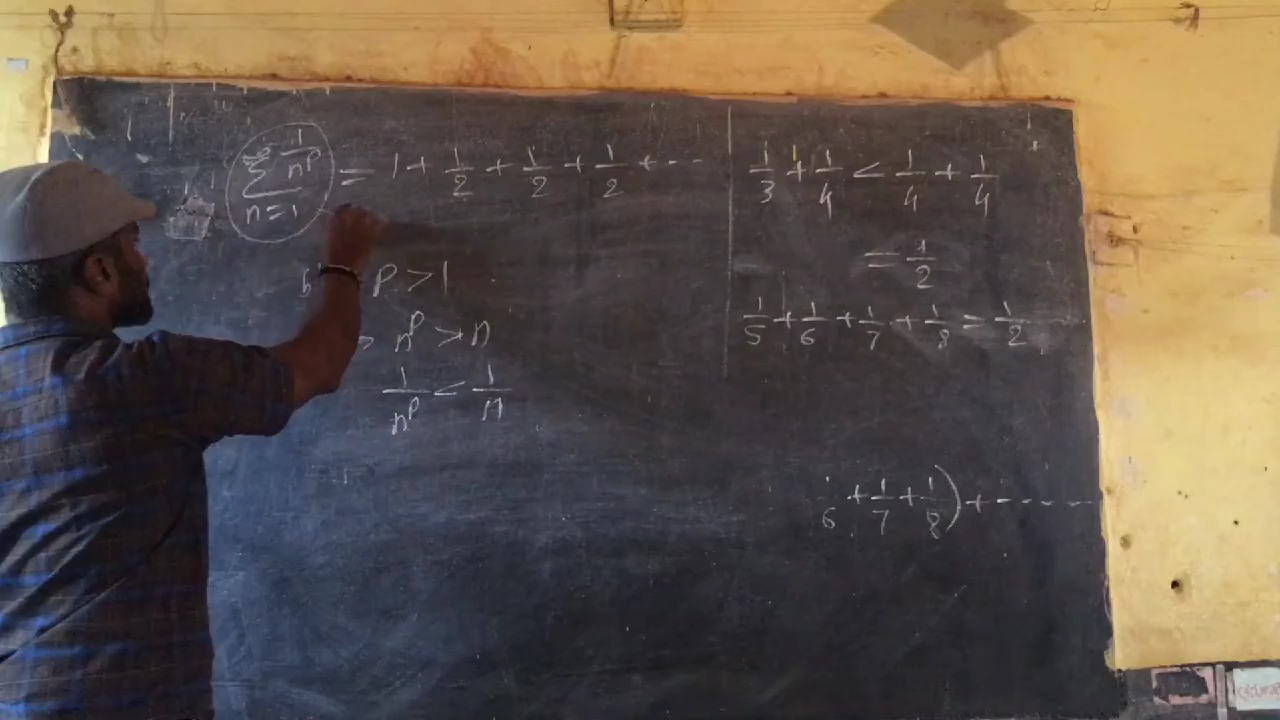 ∑ n=1 ∞ 1/n^p = 1 + 1/2 + 1/2 + 1/2 + ---
p > 1
n^p > n
1/n^p < 1/n
1/3 + 1/4 < 1/4 + 1/4
= 1/2
1/5 + 1/6 + 1/7 + 1/8 = 1/2
6 + 1/7 + 1/8) + ------